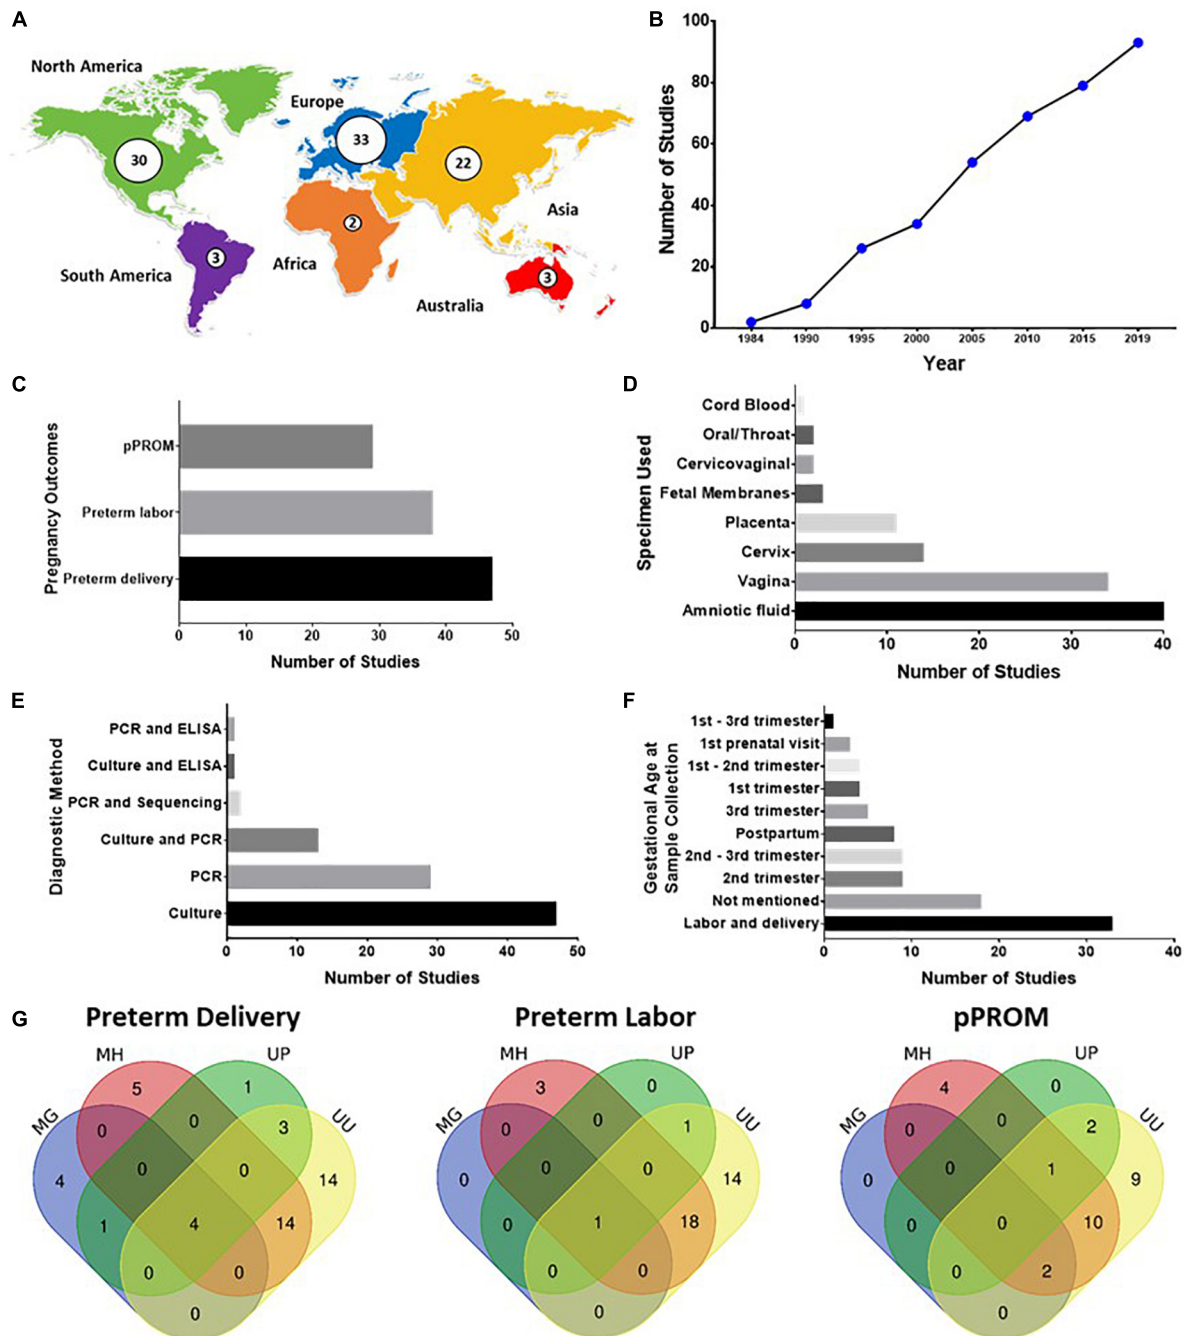 A
North America
Europe
Asia
South America
Africa
Australia
30
33
22
2
3
3
B
Number of Studies
100
80
60
40
20
0
1984 1990 1995 2000 2005 2010 2015 2019
Year
C
Pregnancy Outcomes
pPROM
Preterm labor
Preterm delivery
0 10 20 30 40 50
Number of Studies
D
Specimen Used
Cord Blood
Oral/Throat
Cervicovaginal
Fetal Membranes
Placenta
Cervix
Vagina
Amniotic fluid
0 10 20 30 40
Number of Studies
E
Diagnostic Method
PCR and ELISA
Culture and ELISA
PCR and Sequencing
Culture and PCR
PCR
Culture
0 10 20 30 40 50
Number of Studies
F
Gestational Age at
Sample Collection
1st - 3rd trimester
1st prenatal visit
1st - 2nd trimester
1st trimester
3rd trimester
Postpartum
2nd - 3rd trimester
2nd trimester
Not mentioned
Labor and delivery
0 10 20 30 40
Number of Studies
G
Preterm Delivery
MH UP
MG UU
5 1
0 0 3
4 0 0 14
1 4 14
0 0
0
Preterm Labor
MH UP
MG UU
3 0
0 0 1
0 0 0 14
0 1 18
0 0
0
pPROM
MH UP
MG UU
4 0
0 0 2
0 0 1 9
0 0 10
0 2
0